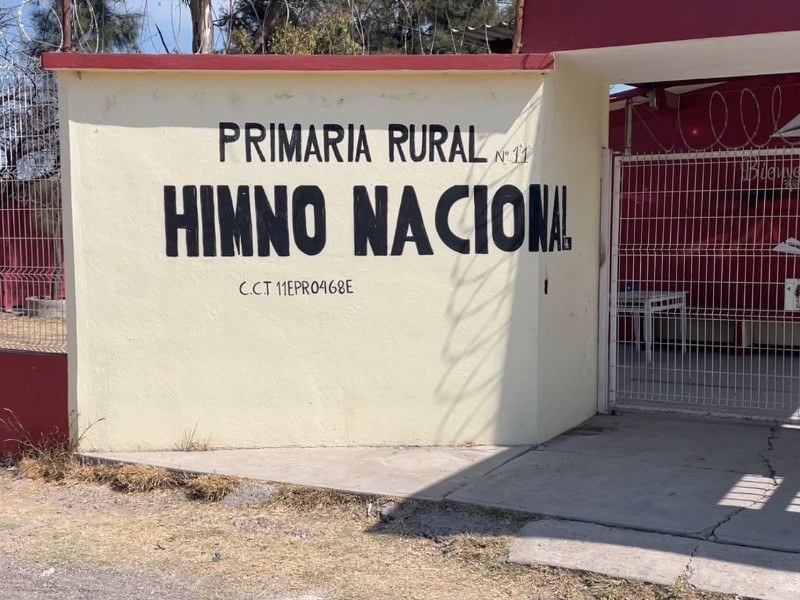 PRIMARIA RURAL Nº 11
HIMNO NACIONAL
C.C.T 11EPR0468E